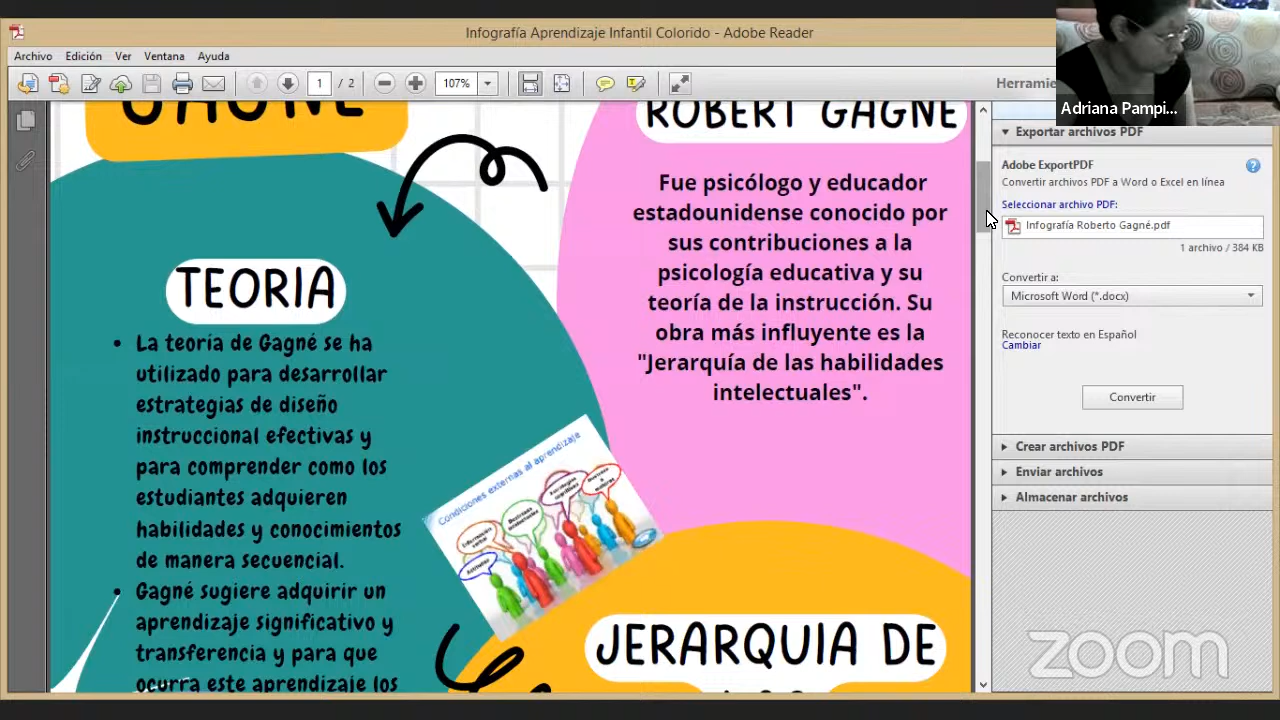 Infografía Aprendizaje Infantil Colorido - Adobe Reader
Archivo Edición Ver Ventana Ayuda
1 / 2
107%
Herramie
Adriana Pampi...
GAGNE
ROBERT GAGNE
Fue psicólogo y educador
estadounidense conocido por
sus contribuciones a la
psicología educativa y su
teoría de la instrucción. Su
obra más influyente es la
"Jerarquía de las habilidades
intelectuales".
TEORIA
• La teoría de Gagné se ha
utilizado para desarrollar
estrategias de diseño
instruccional efectivas y
para comprender como los
estudiantes adquieren
habilidades y conocimientos
de manera secuencial.
• Gagné sugiere adquirir un
aprendizaje significativo y
transferencia y para que
ocurra este aprendizaje los
Condiciones externas al aprendizaje
JERARQUIA DE
Exportar archivos PDF
Adobe ExportPDF
Convertir archivos PDF a Word o Excel en línea
Seleccionar archivo PDF:
Infografía Roberto Gagné.pdf
1 archivo / 384 KB
Convertir a:
Microsoft Word (*.docx)
Reconocer texto en Español
Cambiar
Convertir
Crear archivos PDF
Enviar archivos
Almacenar archivos
zoom